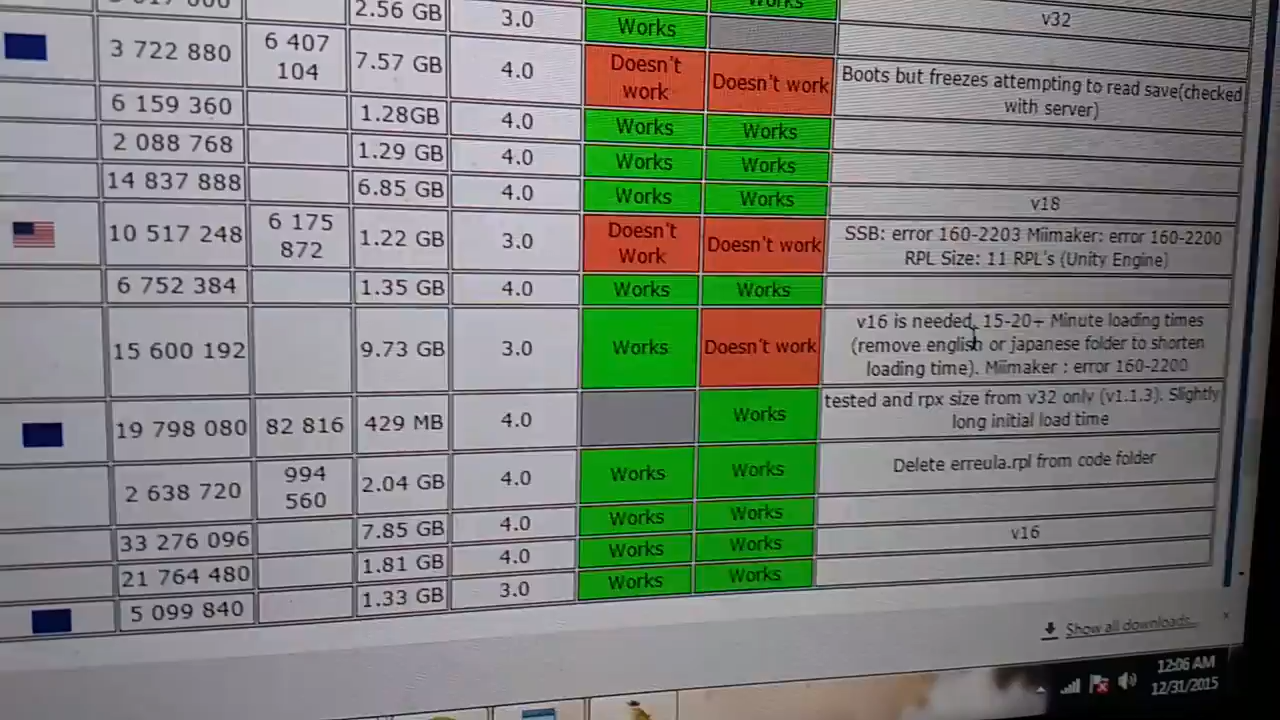 2.56 GB 3.0 Works v32
3 722 880 6 407 104 7.57 GB 4.0 Doesn't work Doesn't work Boots but freezes attempting to read save(checked with server)
6 159 360 1.28GB 4.0 Works Works
2 088 768 1.29 GB 4.0 Works Works
14 837 888 6.85 GB 4.0 Works Works v18
10 517 248 6 175 872 1.22 GB 3.0 Doesn't Work Doesn't work SSB: error 160-2203 Miimaker: error 160-2200 RPL Size: 11 RPL's (Unity Engine)
6 752 384 1.35 GB 4.0 Works Works
15 600 192 9.73 GB 3.0 Works Doesn't work v16 is needed, 15-20+ Minute loading times (remove english or japanese folder to shorten loading time). Miimaker : error 160-2200
19 798 080 82 816 429 MB 4.0 Works tested and rpx size from v32 only (v1.1.3). Slightly long initial load time
2 638 720 994 560 2.04 GB 4.0 Works Works Delete erreula.rpl from code folder
33 276 096 7.85 GB 4.0 Works Works v16
21 764 480 1.81 GB 4.0 Works Works
5 099 840 1.33 GB 3.0 Works Works
Show all downloads...
12:06 AM
12/31/2015